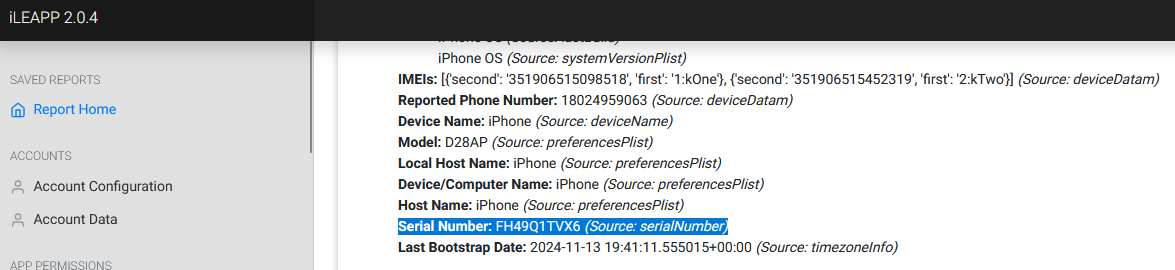 iLEAPP 2.0.4
SAVED REPORTS
Report Home
ACCOUNTS
Account Configuration
Account Data
APP PERMISSIONS
iPhone OS (Source: systemVersionPlist)
IMEIs: [{'second': '351906515098518', 'first': '1:kOne'}, {'second': '351906515452319', 'first': '2:kTwo'}] (Source: deviceDatam)
Reported Phone Number: 18024959063 (Source: deviceDatam)
Device Name: iPhone (Source: deviceName)
Model: D28AP (Source: preferencesPlist)
Local Host Name: iPhone (Source: preferencesPlist)
Device/Computer Name: iPhone (Source: preferencesPlist)
Host Name: iPhone (Source: preferencesPlist)
Serial Number: FH49Q1TVX6 (Source: serialNumber)
Last Bootstrap Date: 2024-11-13 19:41:11.555015+00:00 (Source: timezoneInfo)